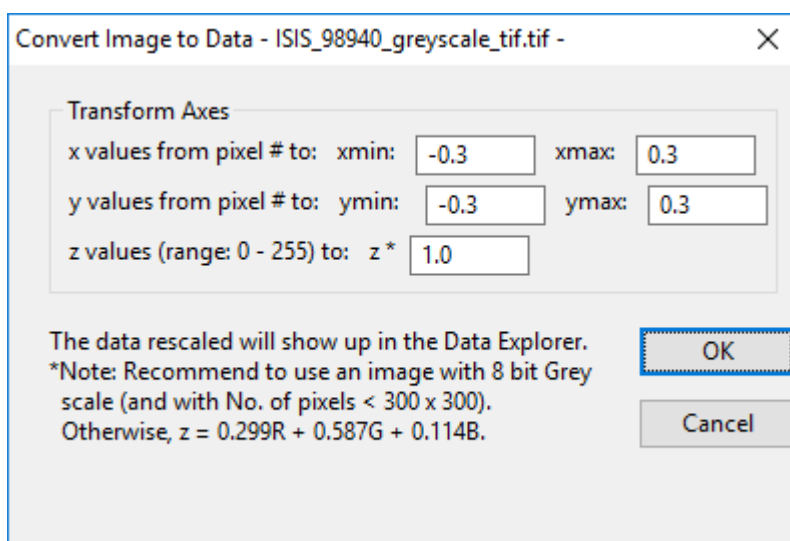 Convert Image to Data - ISIS_98940_greyscale_tif.tif -
Transform Axes
x values from pixel # to: xmin: -0.3 xmax: 0.3
y values from pixel # to: ymin: -0.3 ymax: 0.3
z values (range: 0 - 255) to: z * 1.0
The data rescaled will show up in the Data Explorer.
OK
*Note: Recommend to use an image with 8 bit Grey
scale (and with No. of pixels < 300 x 300).
Otherwise, z = 0.299R + 0.587G + 0.114B.
Cancel